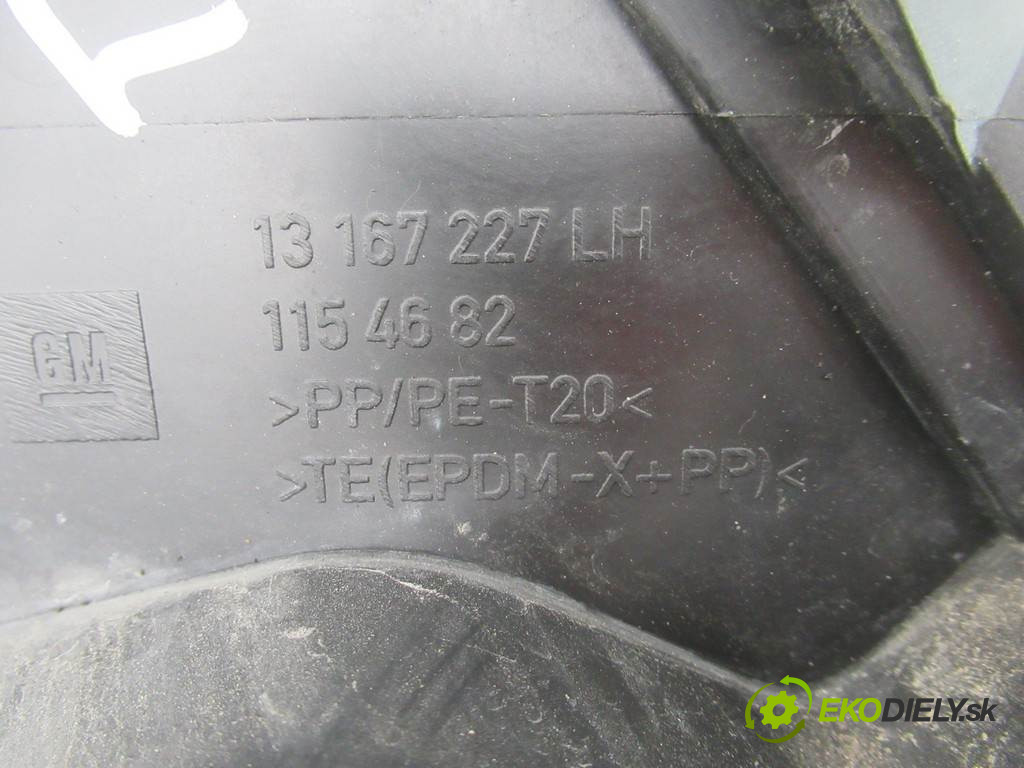 13 167 227 LH
115 46 82
GM
>PP/PE-T20<
>TE(EPDM-X+PP)<
EKODIELY.sk